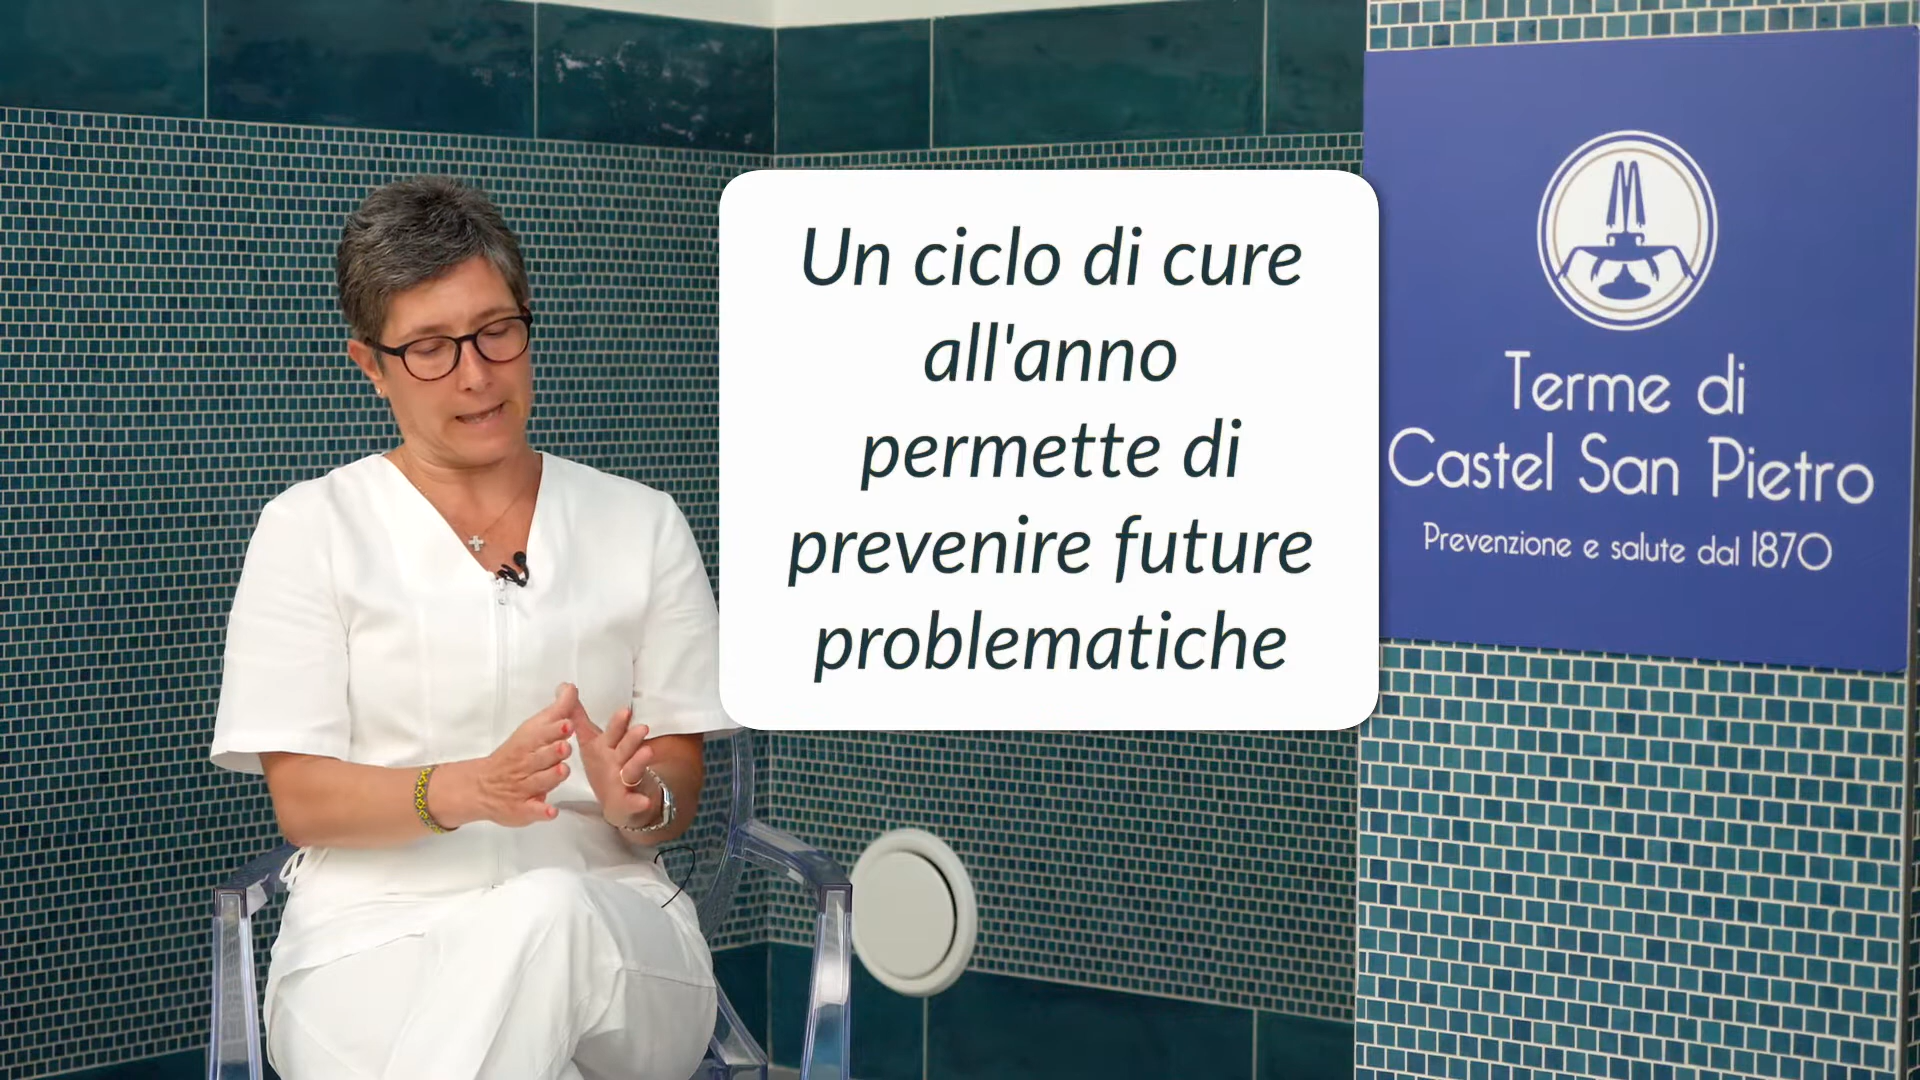 Un ciclo di cure
all'anno
permette di
prevenire future
problematiche
Terme di
Castel San Pietro
Prevenzione e salute dal 1870